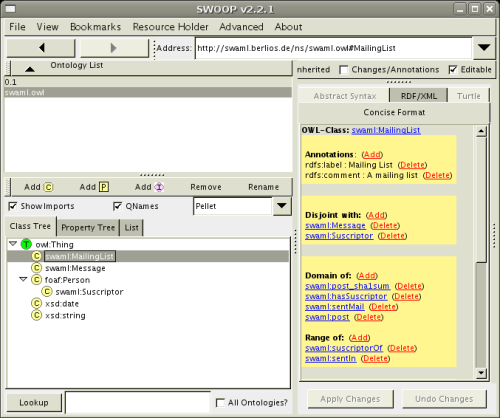 SWOOP v2.2.1
File View Bookmarks Resource Holder Advanced About
Address: http://swaml.berlios.de/ns/swaml.owl#MailingList
Ontology List
0.1
swaml.owl
Add C Add P Add I Remove Rename
Show Imports QNames Pellet
Class Tree Property Tree List
T owl:Thing
C swaml:MailingList
C swaml:Message
C foaf:Person
C swaml:Suscriptor
C xsd:date
C xsd:string
Lookup All Ontologies?
nherited Changes/Annotations Editable
Abstract Syntax RDF/XML Turtle
Concise Format
OWL-Class: swaml:MailingList
Annotations: (Add)
rdfs:label : Mailing List (Delete)
rdfs:comment : A mailing list (Delete)
Disjoint with: (Add)
swaml:Message (Delete)
swaml:Suscriptor (Delete)
Domain of: (Add)
swaml:post_sha1sum (Delete)
swaml:hasSuscriptor (Delete)
swaml:sentMail (Delete)
swaml:post (Delete)
Range of: (Add)
swaml:suscriptorOf (Delete)
swaml:sentIn (Delete)
Apply Changes Undo Changes